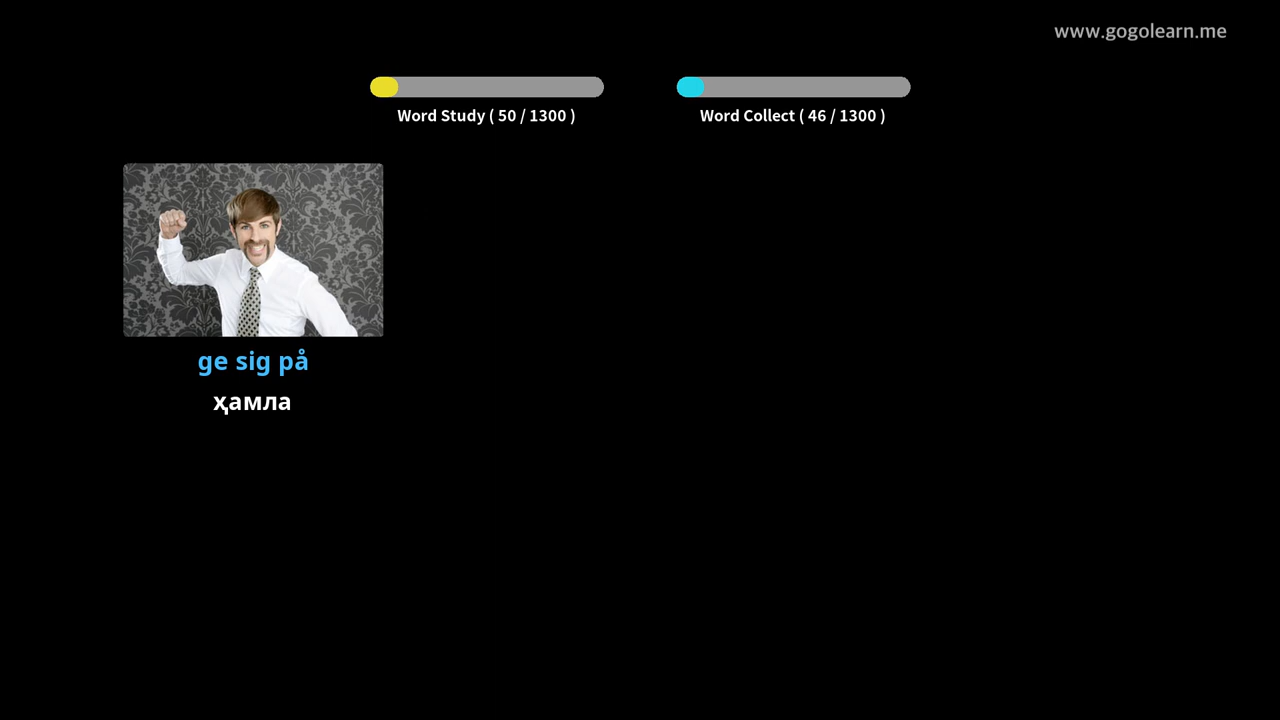 www.gogolearn.me
Word Study ( 50 / 1300 )
Word Collect ( 46 / 1300 )
ge sig på
ҳамла